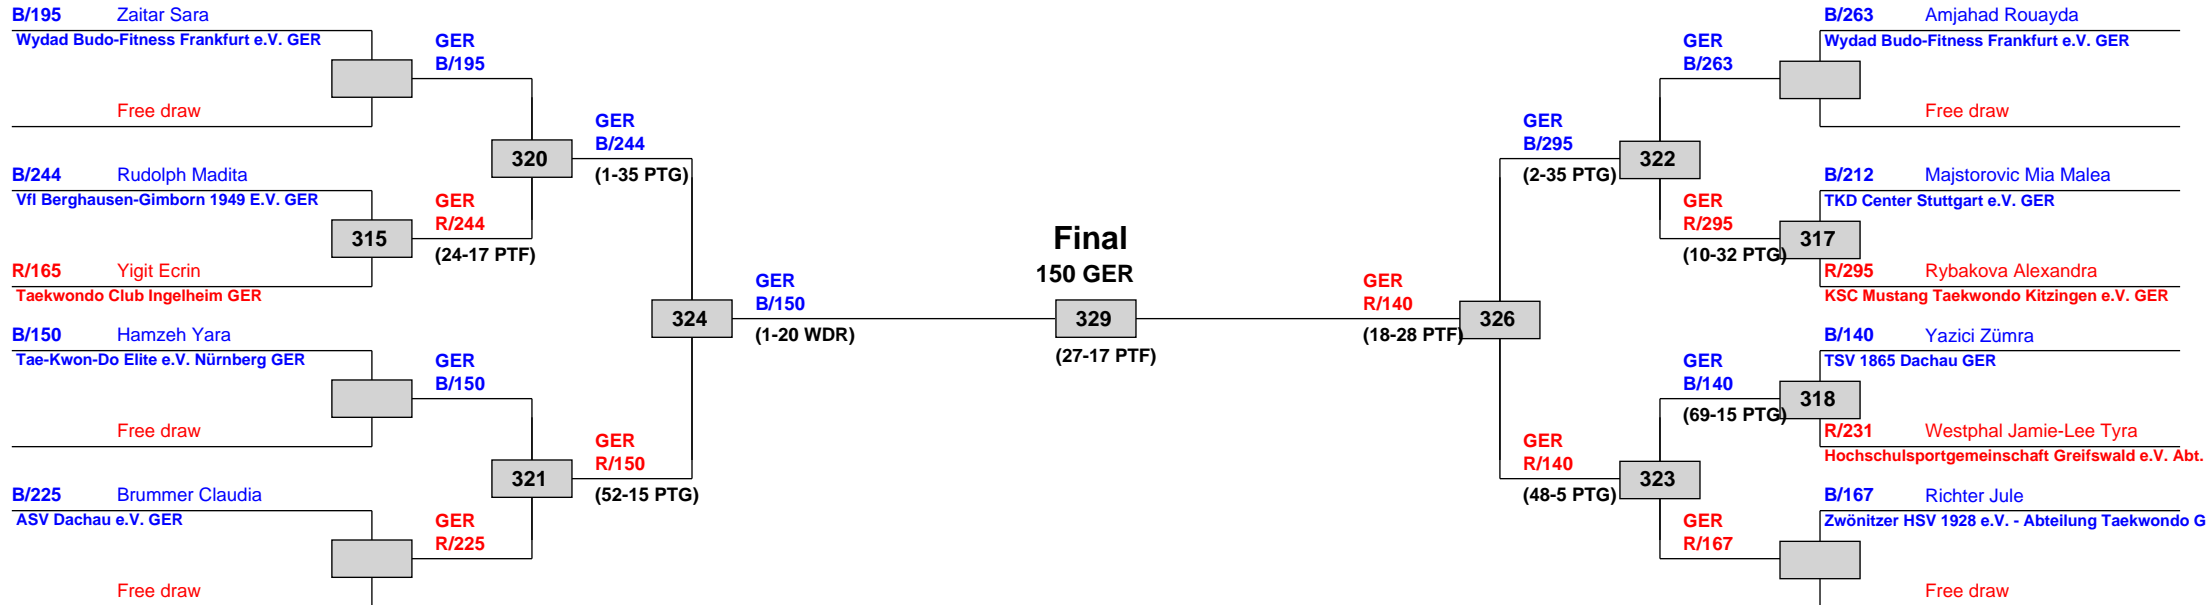 B/195 Zaitar Sara
Wydad Budo-Fitness Frankfurt e.V. GER
Free draw
GER
B/195
B/244 Rudolph Madita
Vfl Berghausen-Gimborn 1949 E.V. GER
315
R/165 Yigit Ecrin
Taekwondo Club Ingelheim GER
GER
R/244
(24-17 PTF)
320
GER
B/244
(1-35 PTG)
B/150 Hamzeh Yara
Tae-Kwon-Do Elite e.V. Nürnberg GER
Free draw
GER
B/150
B/225 Brummer Claudia
ASV Dachau e.V. GER
Free draw
GER
R/225
321
GER
R/150
(52-15 PTG)
324
GER
B/150
(1-20 WDR)
Final
150 GER
329
(27-17 PTF)
GER
R/140
(18-28 PTF)
326
GER
B/295
(2-35 PTG)
322
GER
B/263
B/263 Amjahad Rouayda
Wydad Budo-Fitness Frankfurt e.V. GER
Free draw
GER
R/295
(10-32 PTG)
317
B/212 Majstorovic Mia Malea
TKD Center Stuttgart e.V. GER
R/295 Rybakova Alexandra
KSC Mustang Taekwondo Kitzingen e.V. GER
GER
R/140
(48-5 PTG)
323
GER
B/140
(69-15 PTG)
318
B/140 Yazici Zümra
TSV 1865 Dachau GER
R/231 Westphal Jamie-Lee Tyra
Hochschulsportgemeinschaft Greifswald e.V. Abt.
GER
R/167
B/167 Richter Jule
Zwönitzer HSV 1928 e.V. - Abteilung Taekwondo G
Free draw